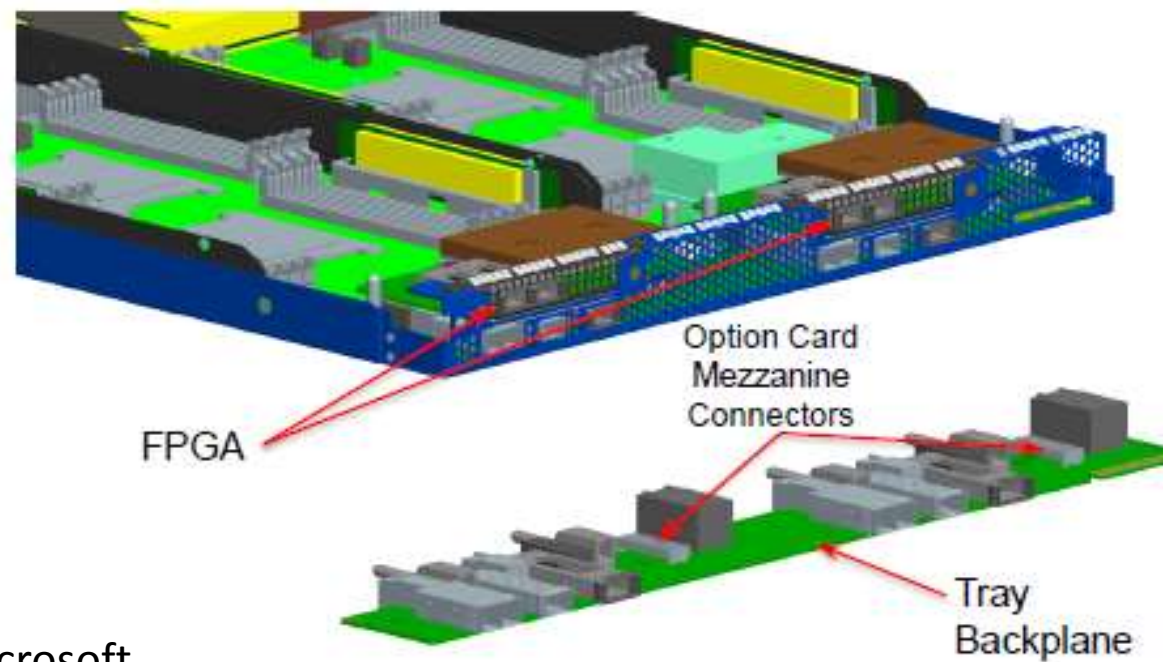 Option Card
Mezzanine
Connectors
FPGA
Tray
Backplane
crosoft